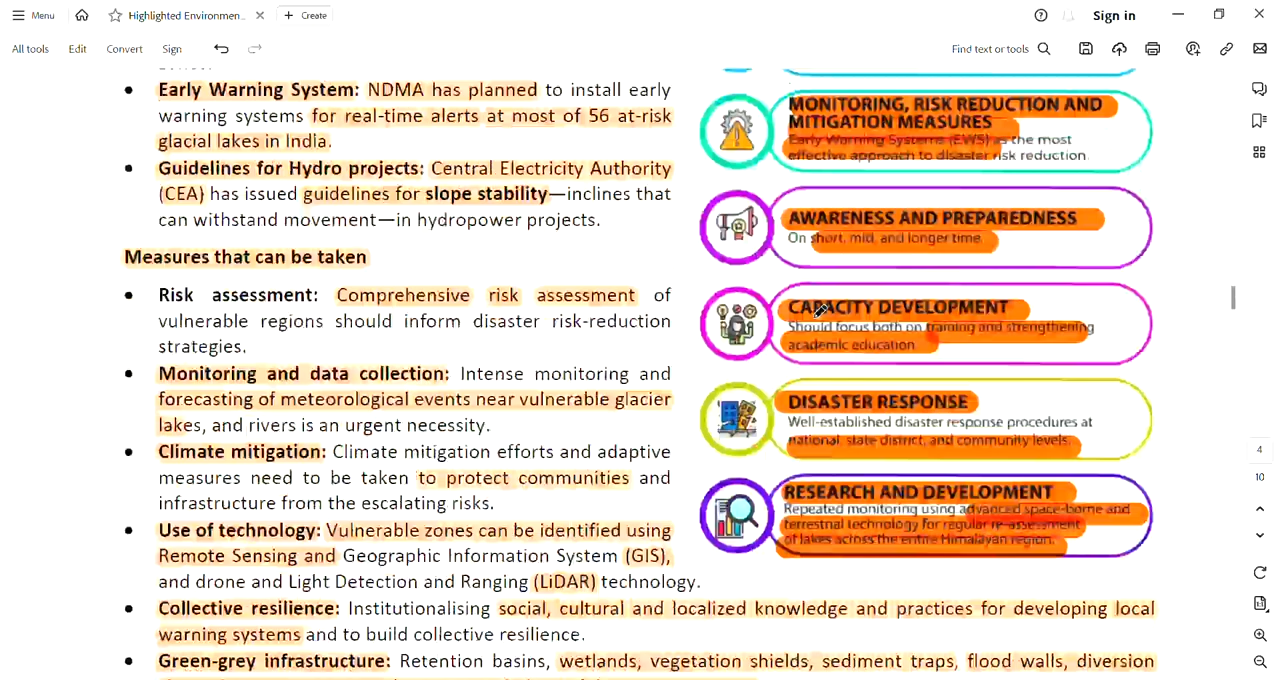 Menu
Highlighted Environmen...
Create
Sign in
All tools
Edit
Convert
Sign
Find text or tools
Early Warning System: NDMA has planned to install early
warning systems for real-time alerts at most of 56 at-risk
glacial lakes in India.
Guidelines for Hydro projects: Central Electricity Authority
(CEA) has issued guidelines for slope stability—inclines that
can withstand movement—in hydropower projects.
Measures that can be taken
Risk assessment: Comprehensive risk assessment of
vulnerable regions should inform disaster risk-reduction
strategies.
Monitoring and data collection: Intense monitoring and
forecasting of meteorological events near vulnerable glacier
lakes, and rivers is an urgent necessity.
Climate mitigation: Climate mitigation efforts and adaptive
measures need to be taken to protect communities and
infrastructure from the escalating risks.
Use of technology: Vulnerable zones can be identified using
Remote Sensing and Geographic Information System (GIS),
and drone and Light Detection and Ranging (LiDAR) technology.
Collective resilience: Institutionalising social, cultural and localized knowledge and practices for developing local
warning systems and to build collective resilience.
Green-grey infrastructure: Retention basins, wetlands, vegetation shields, sediment traps, flood walls, diversion
MONITORING, RISK REDUCTION AND
MITIGATION MEASURES
Early Warning Systems (EWS) as the most
effective approach to disaster risk reduction.
AWARENESS AND PREPAREDNESS
On short, mid, and longer time.
CAPACITY DEVELOPMENT
Should focus both on training and strengthening
academic education
DISASTER RESPONSE
Well-established disaster response procedures at
national, state district, and community levels.
RESEARCH AND DEVELOPMENT
Repeated monitoring using advanced space-borne and
terrestrial technology for regular re-assessment
of lakes across the entire Himalayan region.
4
10